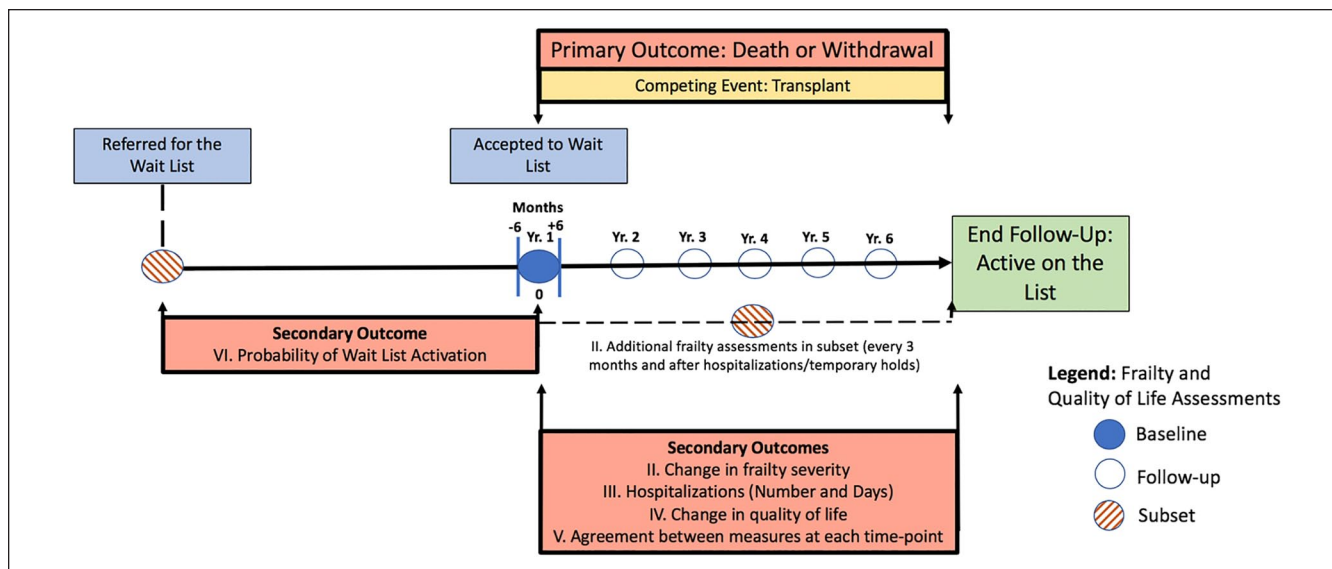 Primary Outcome: Death or Withdrawal
Competing Event: Transplant
Referred for the
Wait List
Accepted to Wait
List
Months
-6
+6
Yr. 1
Yr. 2
Yr. 3
Yr. 4
Yr. 5
Yr. 6
0
End Follow-Up:
Active on the
List
Secondary Outcome
VI. Probability of Wait List Activation
II. Additional frailty assessments in subset (every 3
months and after hospitalizations/temporary holds)
Secondary Outcomes
II. Change in frailty severity
III. Hospitalizations (Number and Days)
IV. Change in quality of life
V. Agreement between measures at each time-point
Legend: Frailty and
Quality of Life Assessments
Baseline
Follow-up
Subset